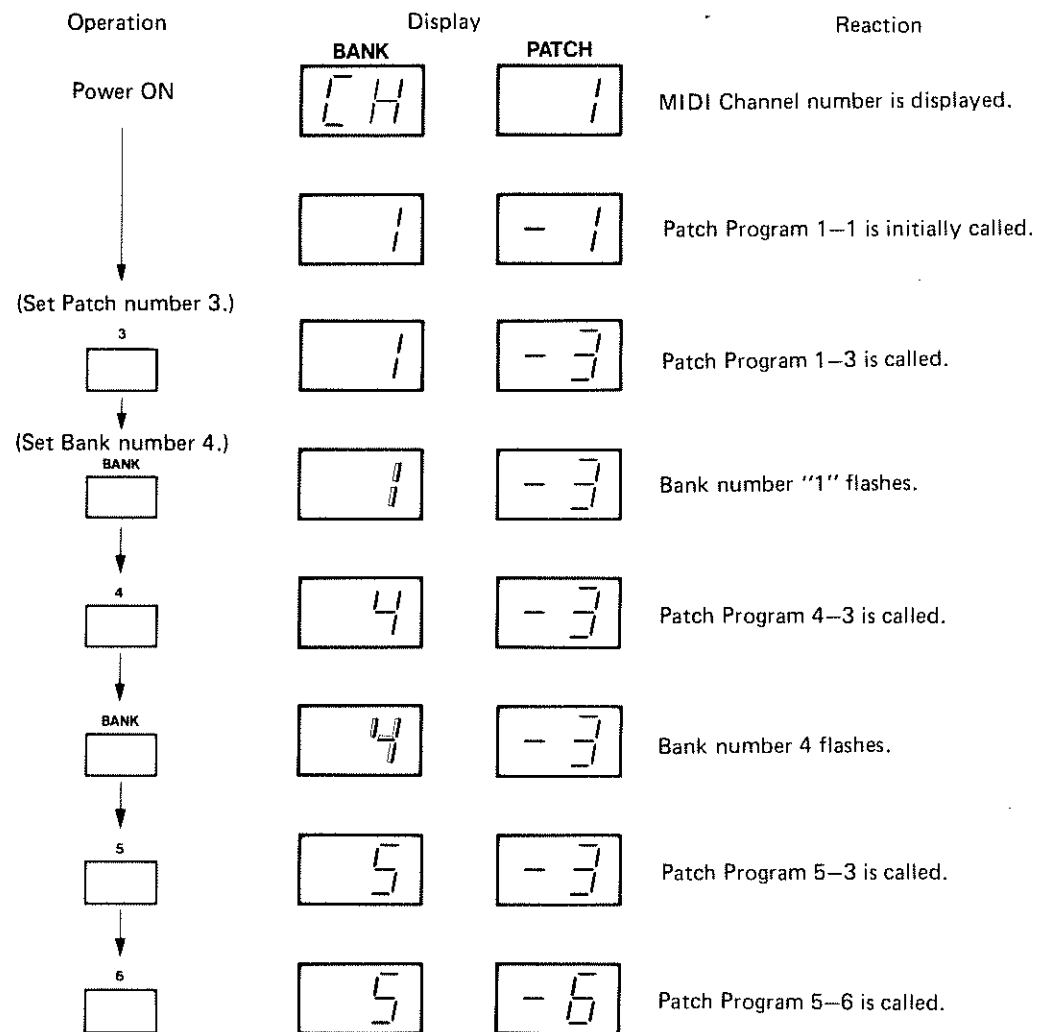 Operation Display Reaction
BANK PATCH
Power ON CH 1 MIDI Channel number is displayed.
1 - 1 Patch Program 1–1 is initially called.
(Set Patch number 3.)
3
1 - 3 Patch Program 1–3 is called.
(Set Bank number 4.)
BANK
1 - 3 Bank number "1" flashes.
4
4 - 3 Patch Program 4–3 is called.
BANK
4 - 3 Bank number 4 flashes.
5
5 - 3 Patch Program 5–3 is called.
6
5 - 6 Patch Program 5–6 is called.